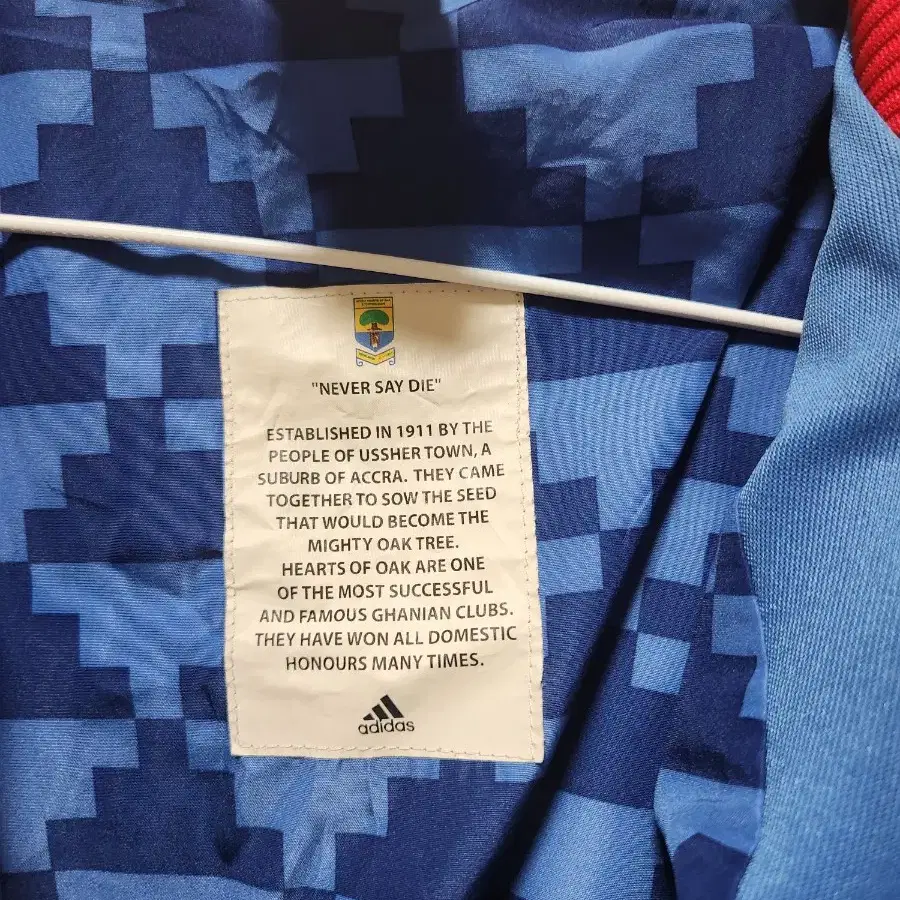 "NEVER SAY DIE"
ESTABLISHED IN 1911 BY THE
PEOPLE OF USSHER TOWN, A
SUBURB OF ACCRA. THEY CAME
TOGETHER TO SOW THE SEED
THAT WOULD BECOME THE
MIGHTY OAK TREE.
HEARTS OF OAK ARE ONE
OF THE MOST SUCCESSFUL
AND FAMOUS GHANIAN CLUBS.
THEY HAVE WON ALL DOMESTIC
HONOURS MANY TIMES.
adidas